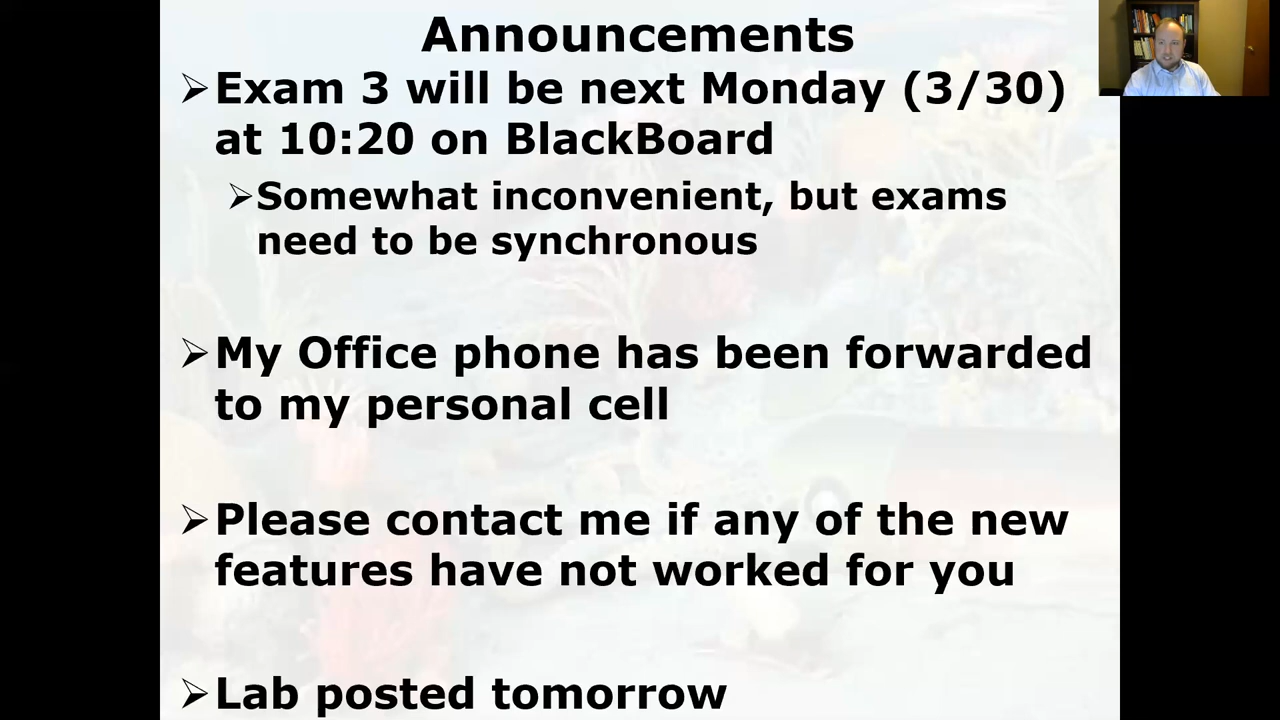 Announcements
➢Exam 3 will be next Monday (3/30)
at 10:20 on BlackBoard
➢Somewhat inconvenient, but exams
need to be synchronous
➢My Office phone has been forwarded
to my personal cell
➢Please contact me if any of the new
features have not worked for you
➢Lab posted tomorrow